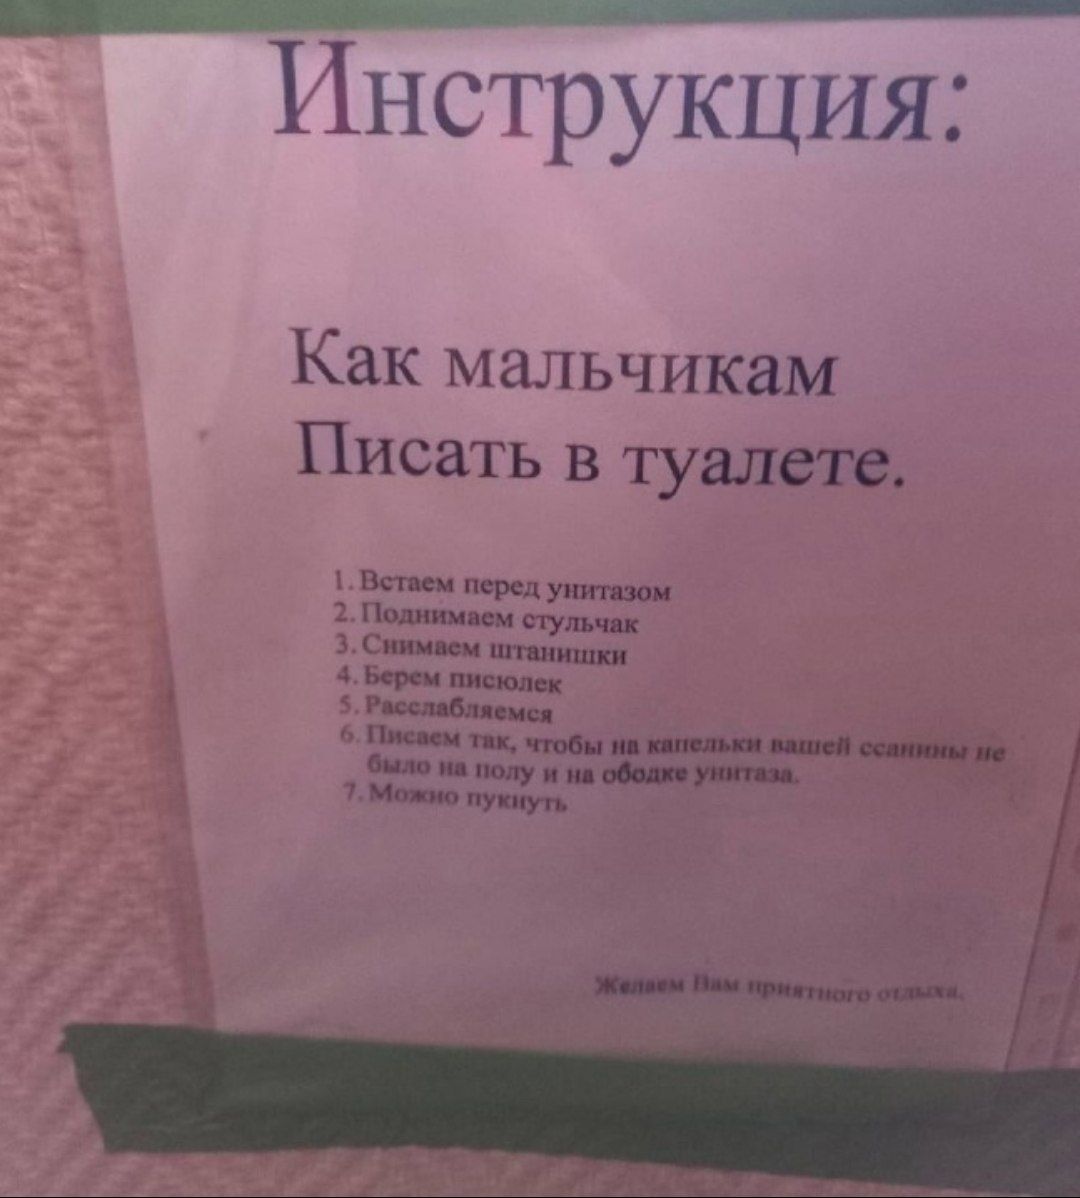 Инструкция:
Как мальчикам
Писать в туалете.
1. Встаем перед унитазом
2. Поднимаем стульчак
3. Снимаем штанишки
4. Берем писюлек
5. Расслабляемся
6. Писаем так, чтобы на капельки вашей ссанины не
было на полу и на ободке унитаза.
7. Можно пукнуть
Желаем Вам приятного отдыха.